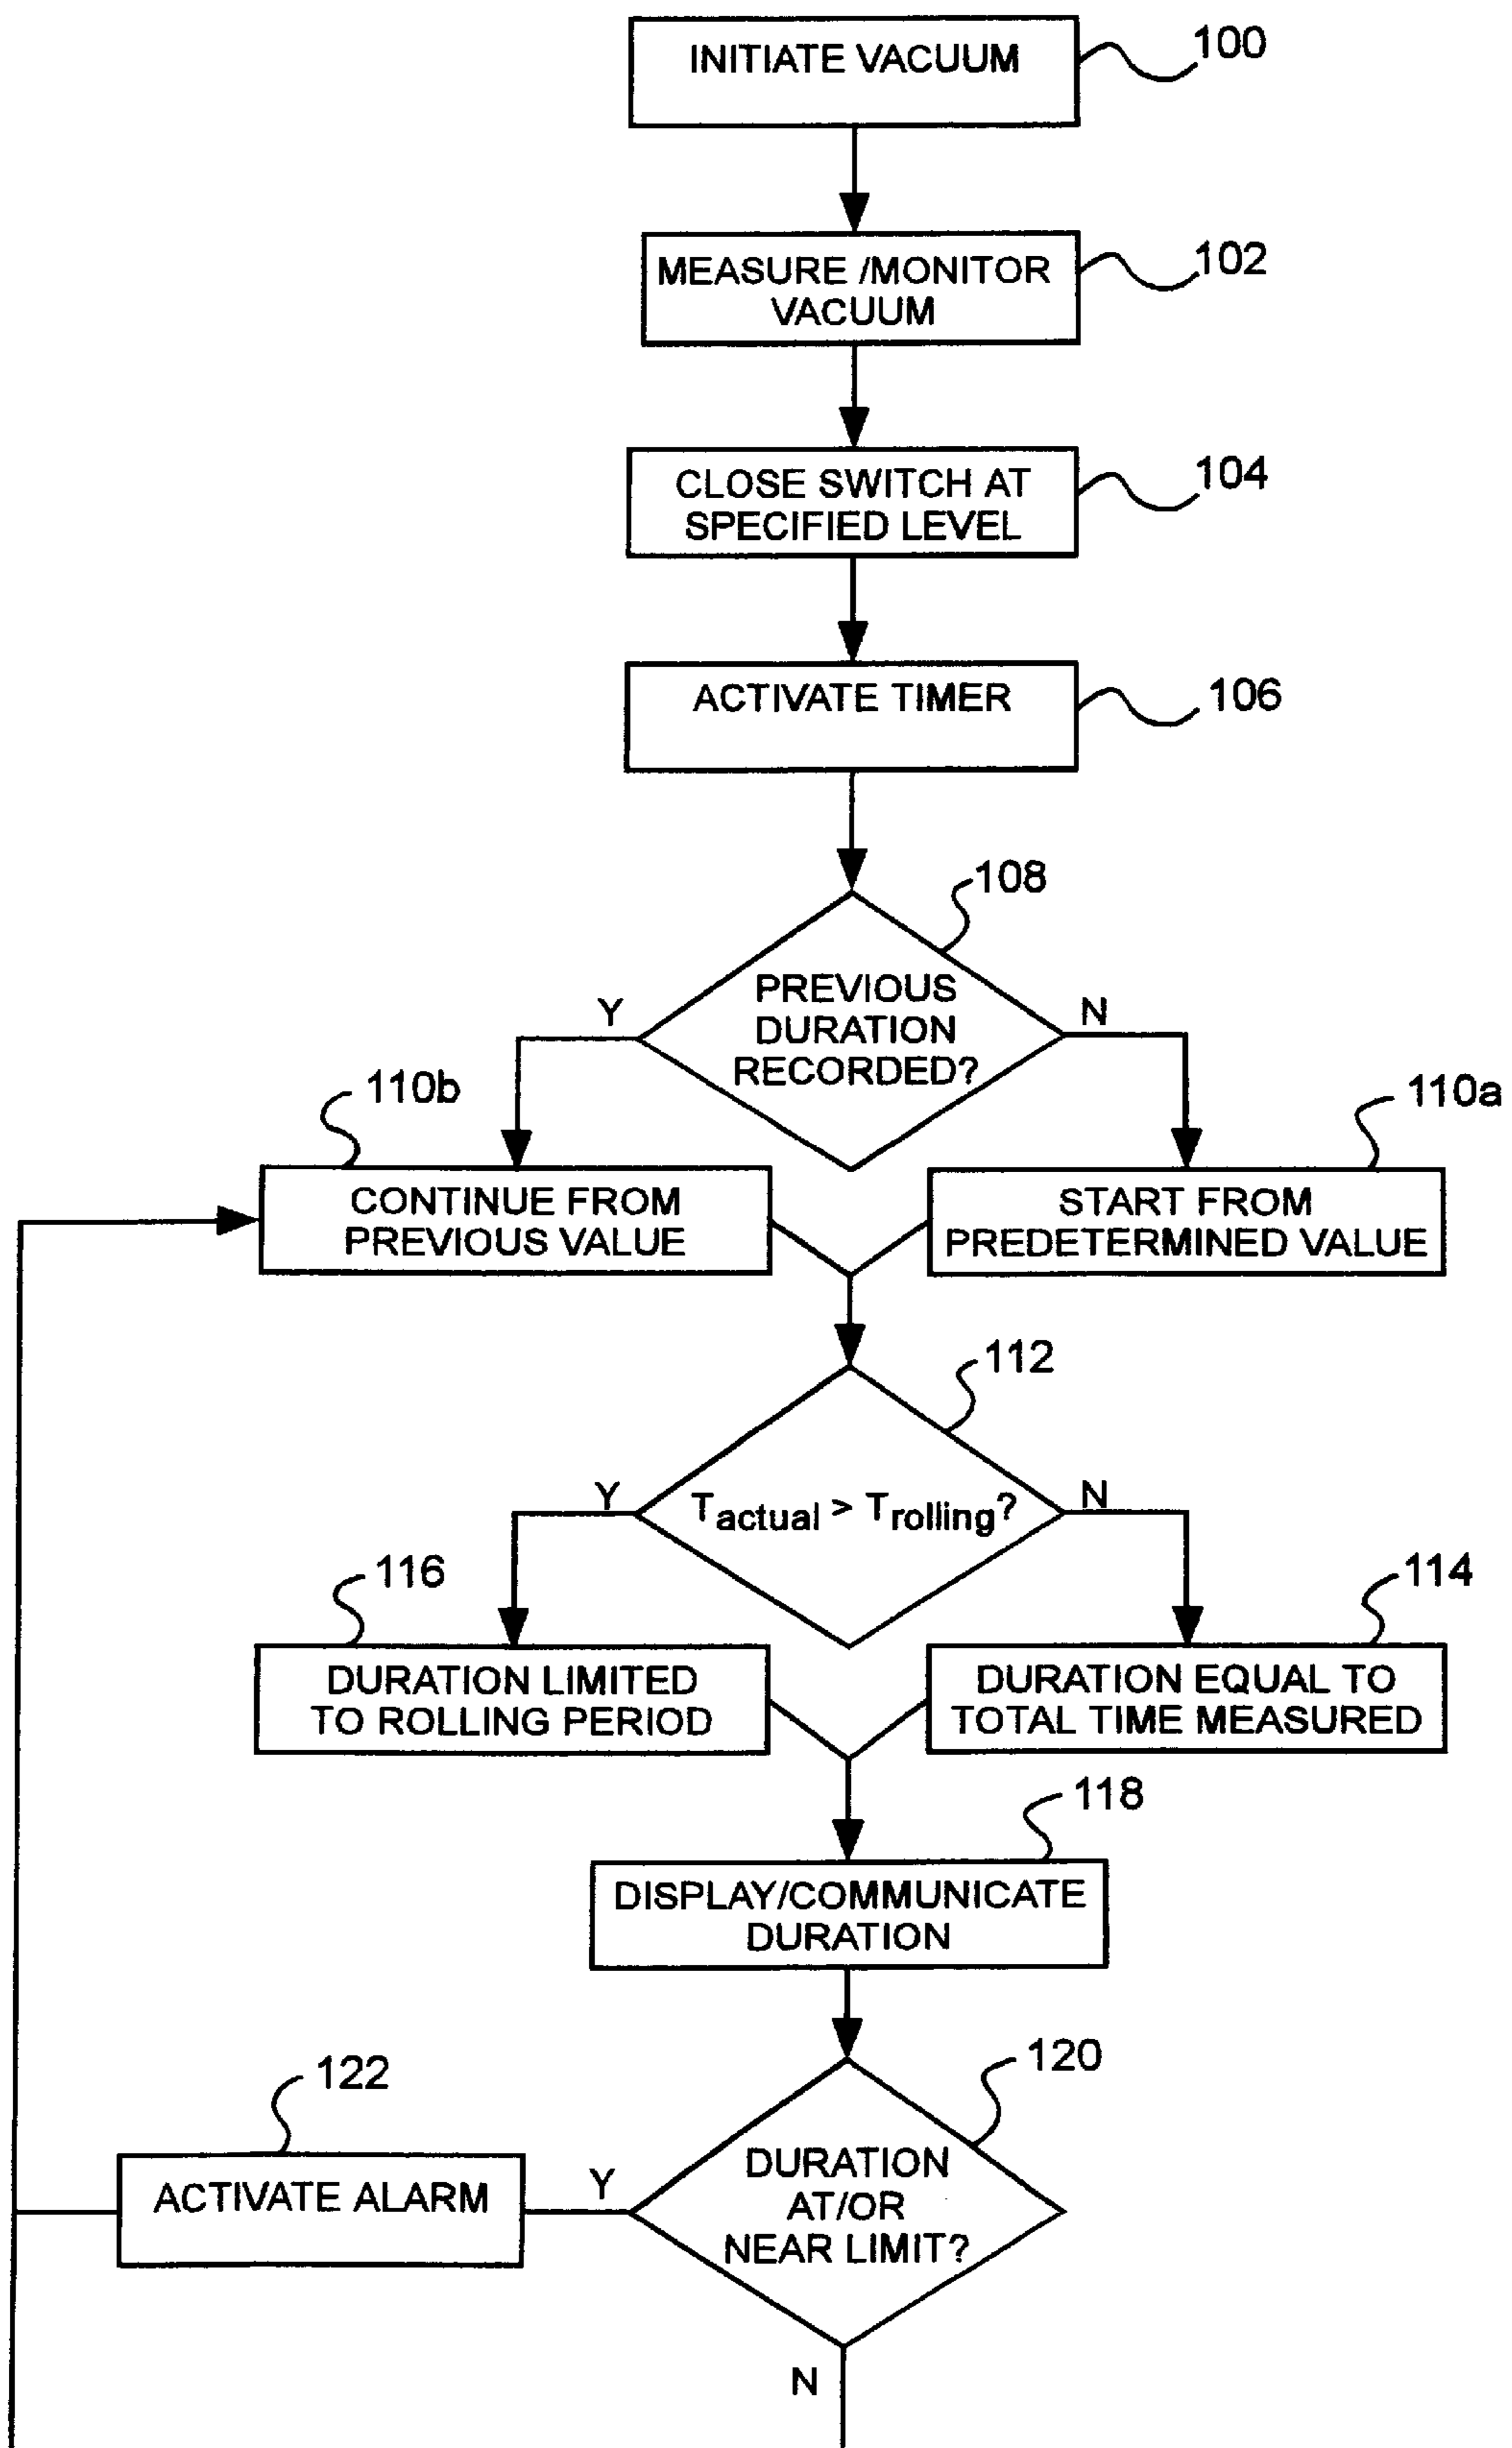 INITIATE VACUUM
100
MEASURE /MONITOR
VACUUM
102
CLOSE SWITCH AT
SPECIFIED LEVEL
104
ACTIVATE TIMER
106
108
PREVIOUS
DURATION
RECORDED?
Y
N
110b
110a
CONTINUE FROM
PREVIOUS VALUE
START FROM
PREDETERMINED VALUE
112
Tactual > Trolling?
Y
N
116
114
DURATION LIMITED
TO ROLLING PERIOD
DURATION EQUAL TO
TOTAL TIME MEASURED
118
DISPLAY/COMMUNICATE
DURATION
120
122
DURATION
AT/OR
NEAR LIMIT?
Y
ACTIVATE ALARM
N